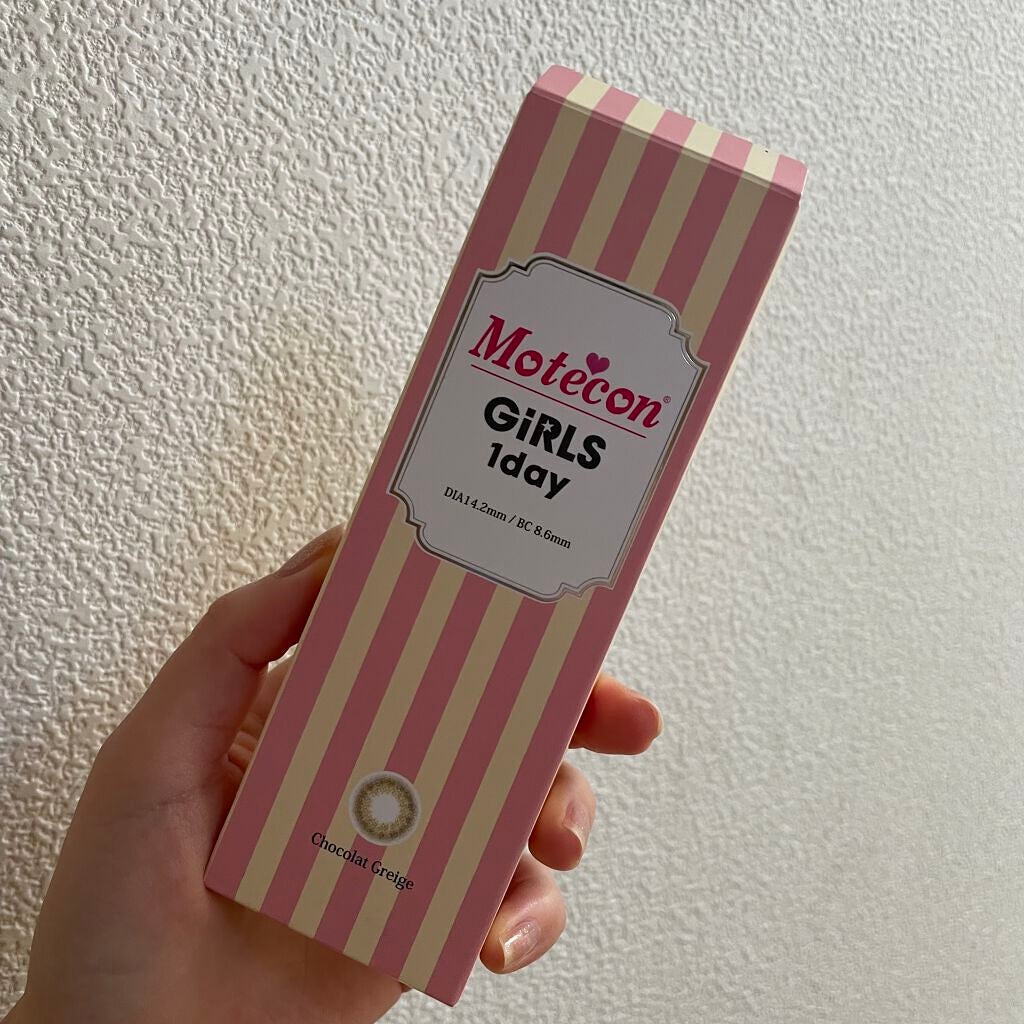 Motecon®
GiRLS
1day
DIA14.2mm / BC 8.6mm
Chocolat Greige